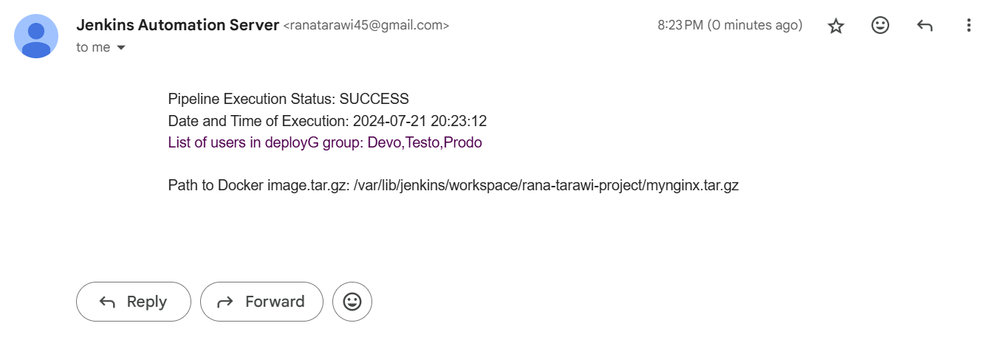 Jenkins Automation Server <ranatarawi45@gmail.com> 8:23 PM (0 minutes ago)
to me
Pipeline Execution Status: SUCCESS
Date and Time of Execution: 2024-07-21 20:23:12
List of users in deployG group: Devo,Testo,Prodo
Path to Docker image.tar.gz: /var/lib/jenkins/workspace/rana-tarawi-project/mynginx.tar.gz
Reply Forward